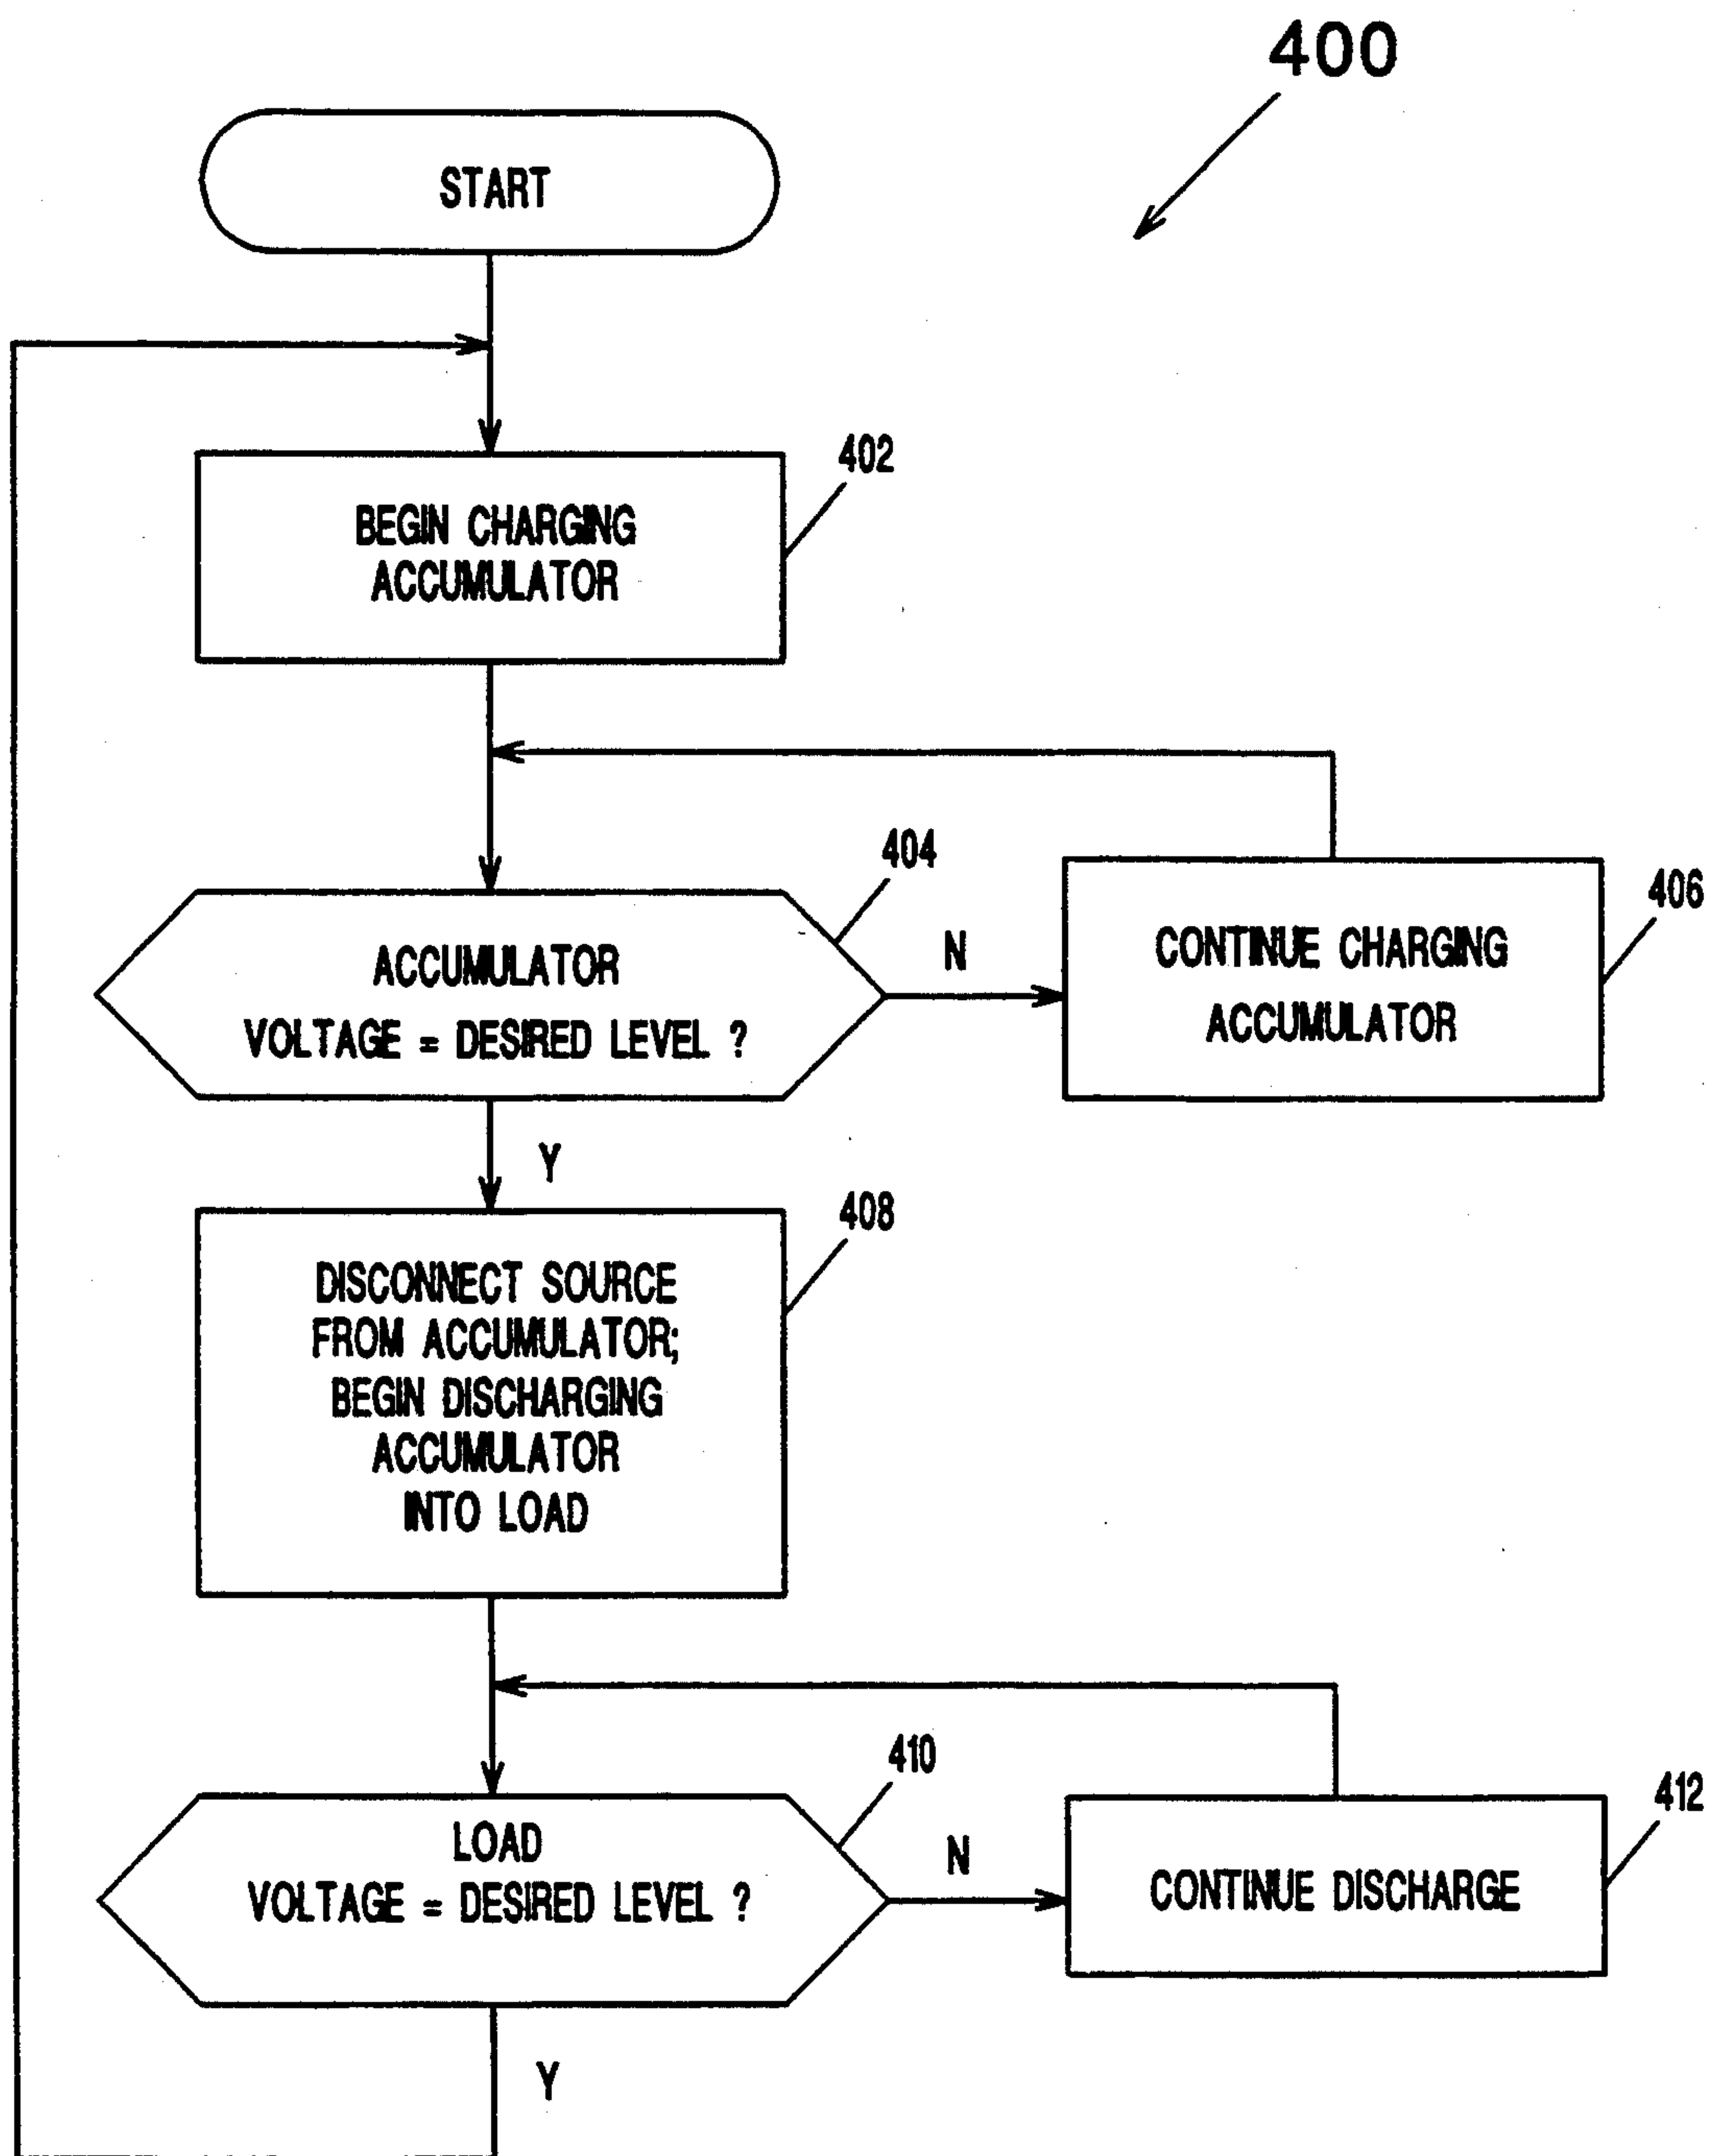 400
START
402
BEGIN CHARGING
ACCUMULATOR
404
ACCUMULATOR
VOLTAGE = DESIRED LEVEL ?
N
406
CONTINUE CHARGING
ACCUMULATOR
Y
408
DISCONNECT SOURCE
FROM ACCUMULATOR;
BEGIN DISCHARGING
ACCUMULATOR
INTO LOAD
410
LOAD
VOLTAGE = DESIRED LEVEL ?
N
412
CONTINUE DISCHARGE
Y